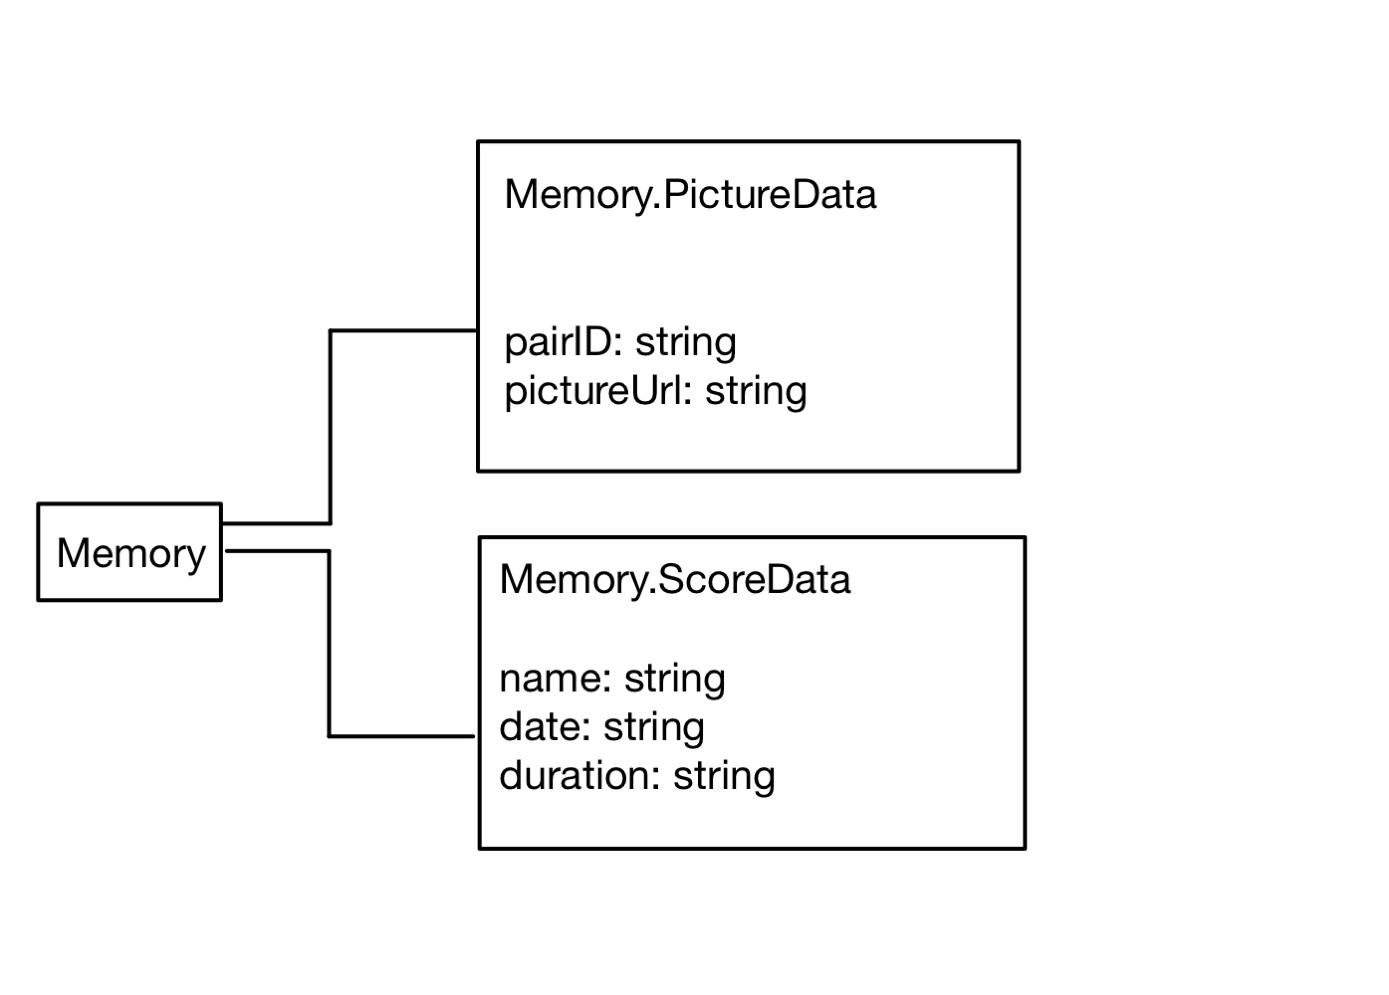 Memory.PictureData
pairID: string
pictureUrl: string
Memory
Memory.ScoreData
name: string
date: string
duration: string